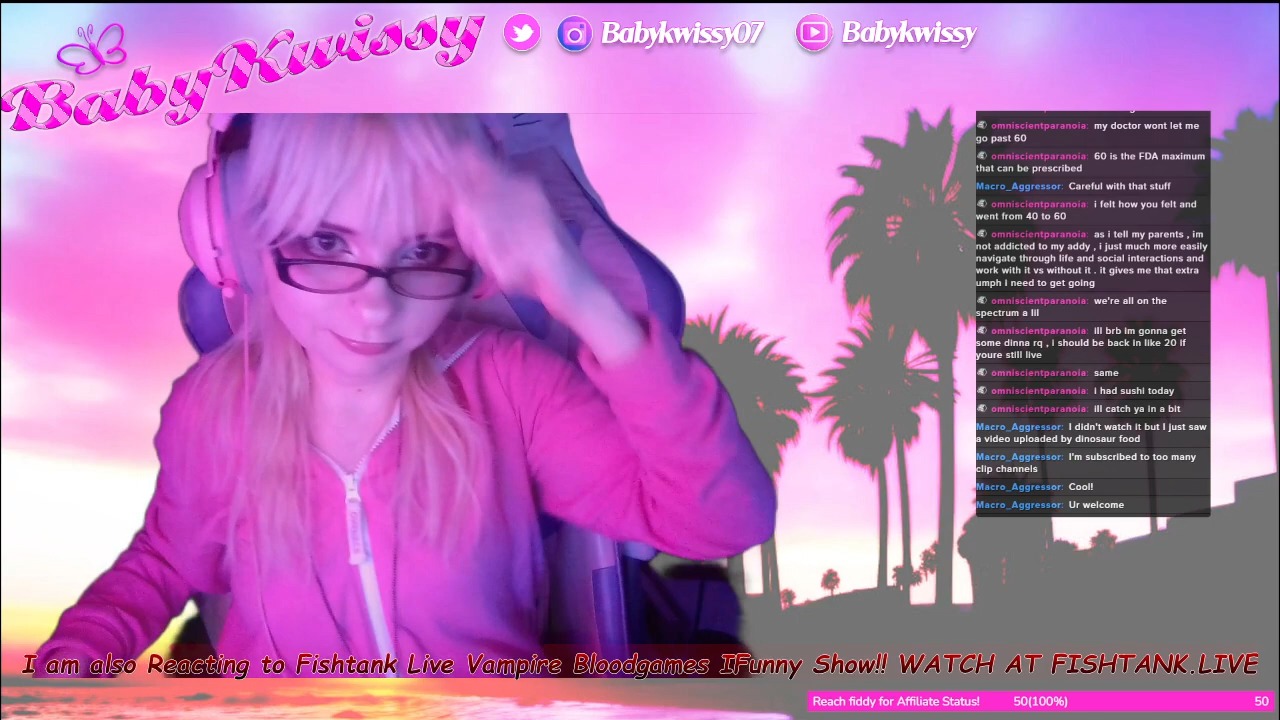 BabyKwissy
Babykwissy07
Babykwissy
omniscientparanoia: my doctor wont let me
go past 60
omniscientparanoia: 60 is the FDA maximum
that can be prescribed
Macro_Aggressor: Careful with that stuff
omniscientparanoia: i felt how you felt and
went from 40 to 60
omniscientparanoia: as i tell my parents , im
not addicted to my addy , i just much more easily
navigate through life and social interactions and
work with it vs without it . it gives me that extra
umph i need to get going
omniscientparanoia: we're all on the
spectrum a lil
omniscientparanoia: ill brb im gonna get
some dinna rq , i should be back in like 20 if
youre still live
omniscientparanoia: same
omniscientparanoia: i had sushi today
omniscientparanoia: ill catch ya in a bit
Macro_Aggressor: I didn't watch it but I just saw
a video uploaded by dinosaur food
Macro_Aggressor: I'm subscribed to too many
clip channels
Macro_Aggressor: Cool!
Macro_Aggressor: Ur welcome
I am also Reacting to Fishtank Live Vampire Bloodgames IFunny Show!! WATCH AT FISHTANK.LIVE
Reach fiddy for Affiliate Status! 50(100%) 50